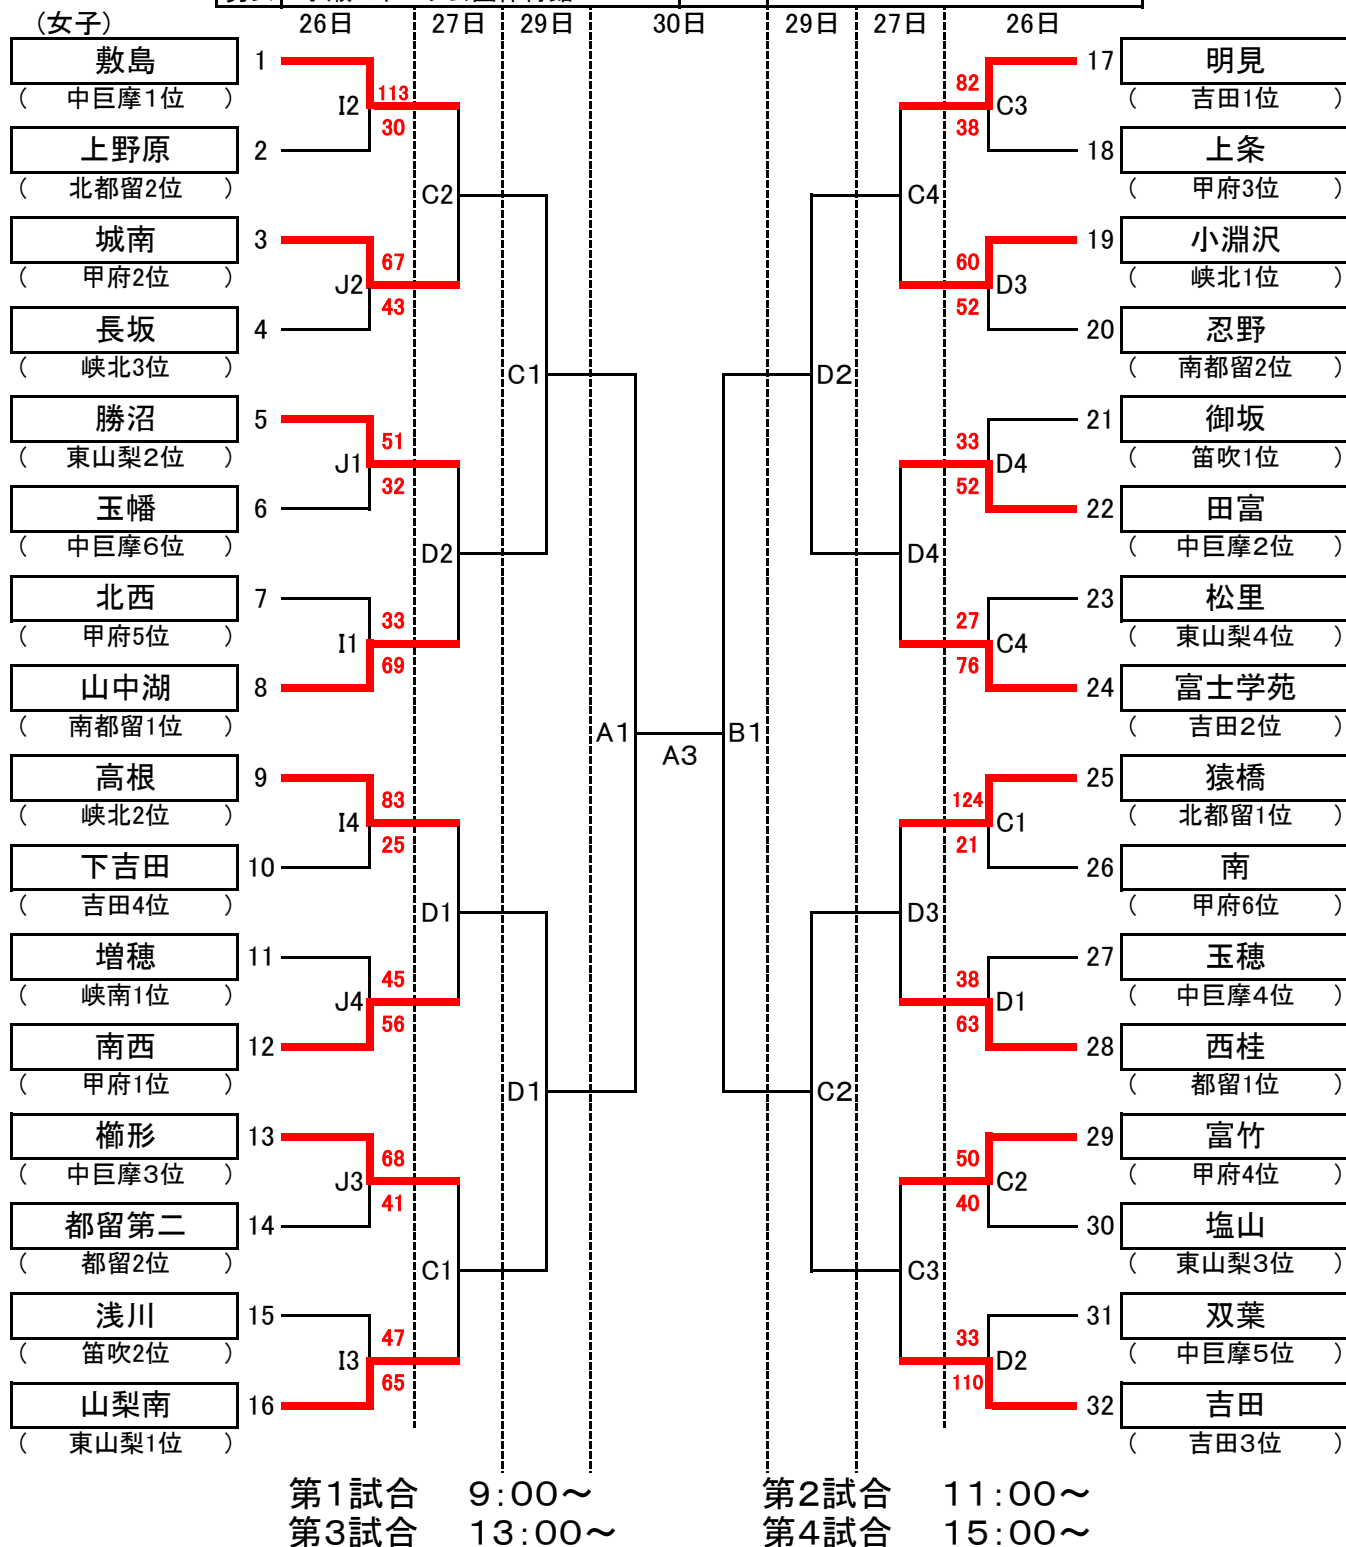 (女子)
26日 27日 29日 30日 29日 27日 26日
敷島 1
( 中巨摩1位 )
I2 113
30
上野原 2
( 北都留2位 )
C2
城南 3
( 甲府2位 )
J2 67
43
長坂 4
( 峡北3位 )
C1
勝沼 5
( 東山梨2位 )
J1 51
32
玉幡 6
( 中巨摩6位 )
D2
北西 7
( 甲府5位 )
I1 33
69
山中湖 8
( 南都留1位 )
A1 A3 B1
高根 9
( 峡北2位 )
I4 83
25
下吉田 10
( 吉田4位 )
D1
増穂 11
( 峡南1位 )
J4 45
56
南西 12
( 甲府1位 )
D1
櫛形 13
( 中巨摩3位 )
J3 68
41
都留第二 14
( 都留2位 )
C1
浅川 15
( 笛吹2位 )
I3 47
65
山梨南 16
( 東山梨1位 )
17 明見
( 吉田1位 )
82 C3
38
18 上条
( 甲府3位 )
C4
19 小淵沢
( 峡北1位 )
60 D3
52
20 忍野
( 南都留2位 )
D2
21 御坂
( 笛吹1位 )
33 D4
52
22 田富
( 中巨摩2位 )
D4
23 松里
( 東山梨4位 )
27 C4
76
24 富士学苑
( 吉田2位 )
25 猿橋
( 北都留1位 )
124 C1
21
26 南
( 甲府6位 )
D3
27 玉穂
( 中巨摩4位 )
38 D1
63
28 西桂
( 都留1位 )
C2
29 富竹
( 甲府4位 )
50 C2
40
30 塩山
( 東山梨3位 )
C3
31 双葉
( 中巨摩5位 )
33 D2
110
32 吉田
( 吉田3位 )
第1試合 9:00～ 第2試合 11:00～
第3試合 13:00～ 第4試合 15:00～